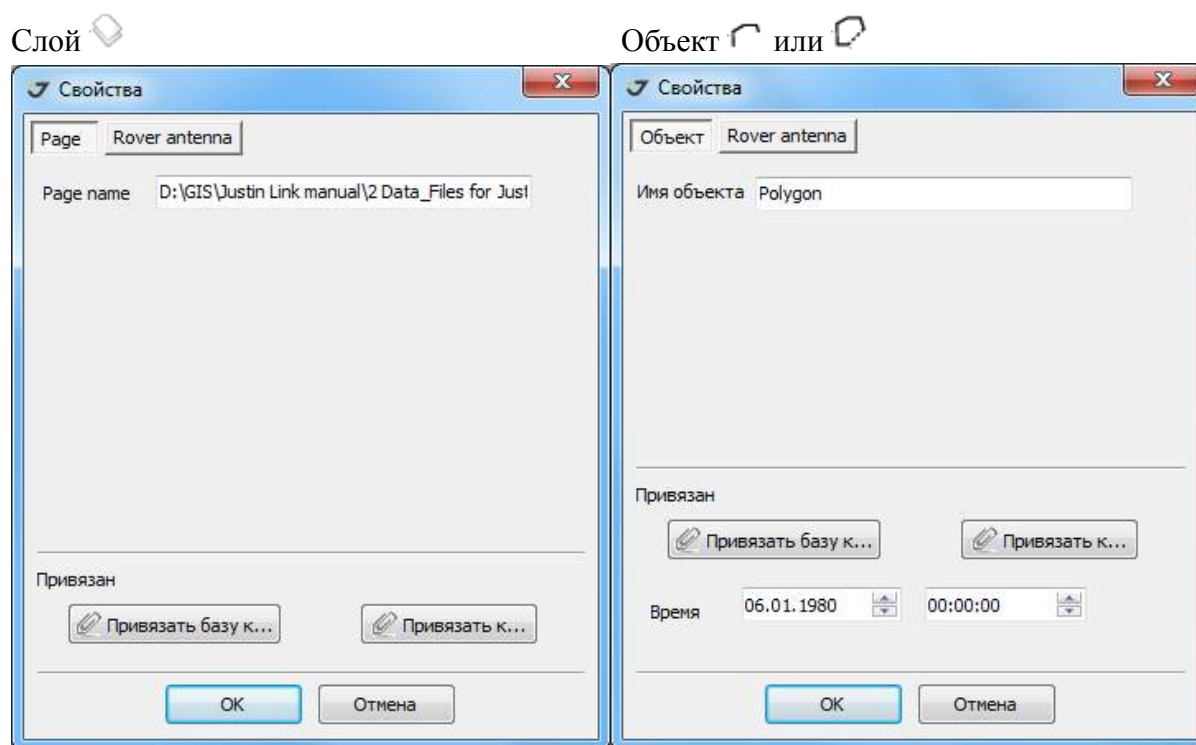 Слой
Объект или
Свойства
Page Rover antenna
Page name D:\GIS\Justin Link manual\2 Data_Files for Just
Привязан
Привязать базу к... Привязать к...
OK Отмена
Свойства
Объект Rover antenna
Имя объекта Polygon
Привязан
Привязать базу к... Привязать к...
Время 06.01.1980 00:00:00
OK Отмена